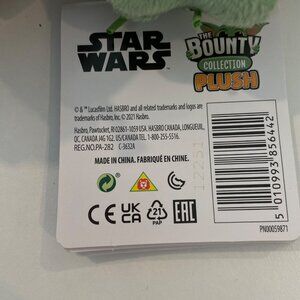 STAR
WARS
THE
BOUNTY
COLLECTION
PLUSH
© & ™ Lucasfilm Ltd. HASBRO and all related trademarks and logos are
trademarks of Hasbro, Inc. © 2021 Hasbro.
Hasbro, Pawtucket, RI 02861-1059 USA. HASBRO CANADA, LONGUEUIL,
QC, CANADA J4G 1G2. US/CANADA TEL. 1-800-255-5516.
REG.NO.PA-282 C-3632A
MADE IN CHINA. FABRIQUÉ EN CHINE.
CE UK CA 21 PAP EAC
5 010993 856442
PN00059871